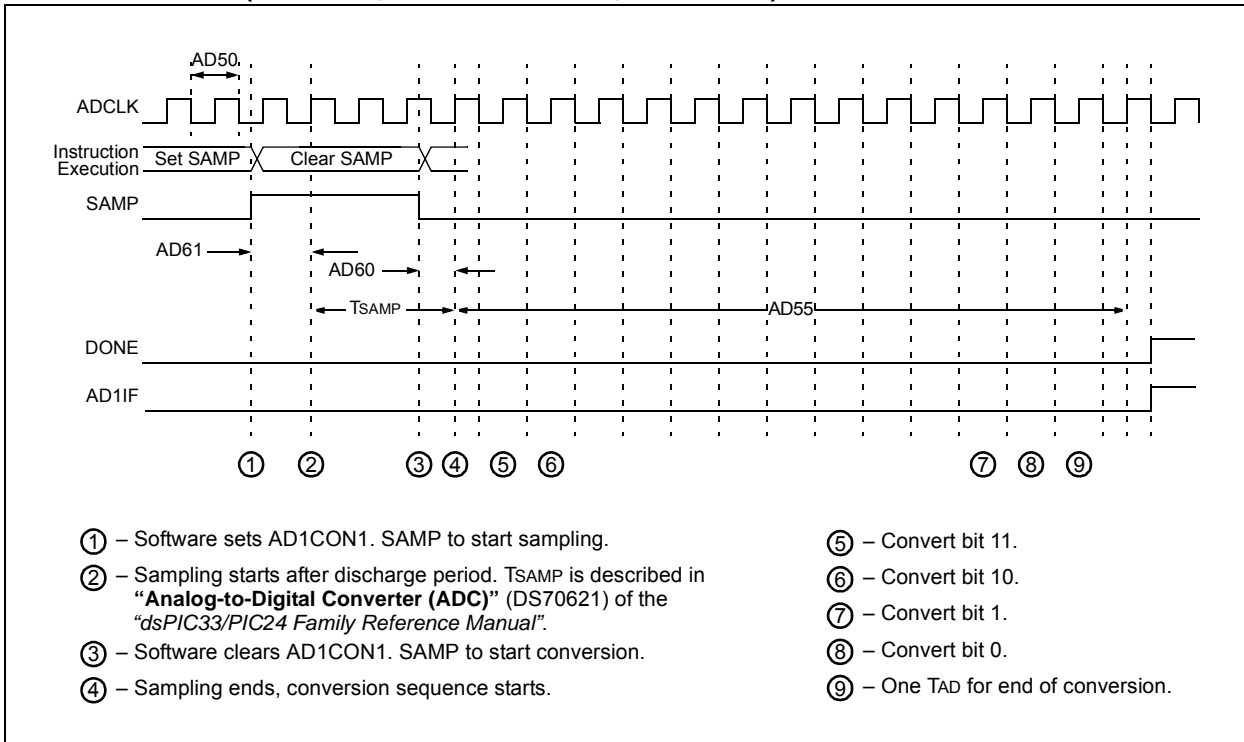 AD50
ADCLK
Instruction
Execution
Set SAMP
Clear SAMP
SAMP
AD61
AD60
TSAMP
AD55
DONE
AD1IF
① ② ③ ④ ⑤ ⑥ ⑦ ⑧ ⑨
① – Software sets AD1CON1. SAMP to start sampling.
② – Sampling starts after discharge period. TSAMP is described in
“Analog-to-Digital Converter (ADC)” (DS70621) of the
“dsPIC33/PIC24 Family Reference Manual”.
③ – Software clears AD1CON1. SAMP to start conversion.
④ – Sampling ends, conversion sequence starts.
⑤ – Convert bit 11.
⑥ – Convert bit 10.
⑦ – Convert bit 1.
⑧ – Convert bit 0.
⑨ – One TAD for end of conversion.